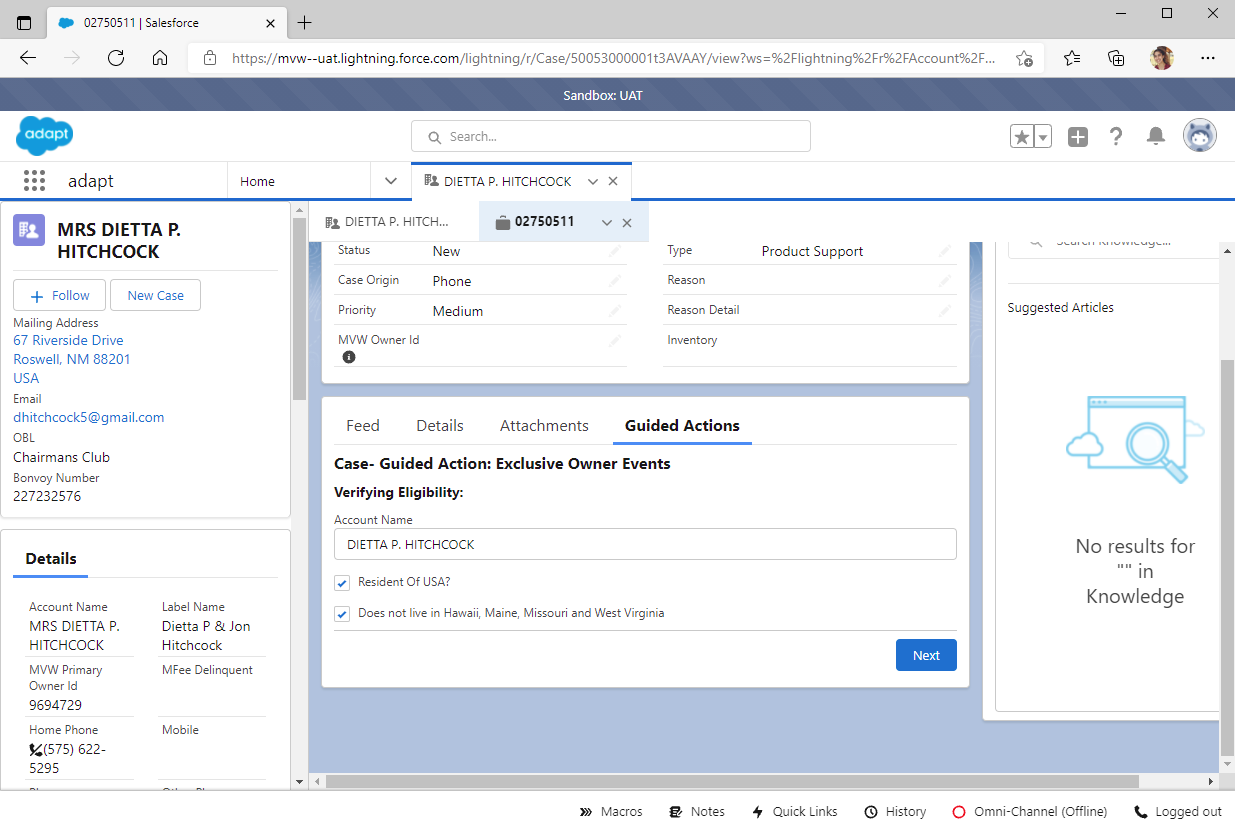 02750511 | Salesforce
https://mvw--uat.lightning.force.com/lightning/r/Case/50053000001t3AVAAY/view?ws=%2Flightning%2Fr%2FAccount%2F...
Sandbox: UAT
adapt
Search...
adapt
Home
DIETTA P. HITCHCOCK
MRS DIETTA P.
HITCHCOCK
Follow
New Case
Mailing Address
67 Riverside Drive
Roswell, NM 88201
USA
Email
dhitchcock5@gmail.com
OBL
Chairmans Club
Bonvoy Number
227232576
Details
Account Name
MRS DIETTA P.
HITCHCOCK
Label Name
Dietta P & Jon
Hitchcock
MVW Primary
Owner Id
9694729
MFee Delinquent
Home Phone
(575) 622-
5295
Mobile
DIETTA P. HITCH...
02750511
Status
New
Type
Product Support
Case Origin
Phone
Reason
Priority
Medium
Reason Detail
MVW Owner Id
Inventory
Feed
Details
Attachments
Guided Actions
Case- Guided Action: Exclusive Owner Events
Verifying Eligibility:
Account Name
DIETTA P. HITCHCOCK
Resident Of USA?
Does not live in Hawaii, Maine, Missouri and West Virginia
Next
Search Knowledge...
Suggested Articles
No results for
"" in
Knowledge
Macros
Notes
Quick Links
History
Omni-Channel (Offline)
Logged out